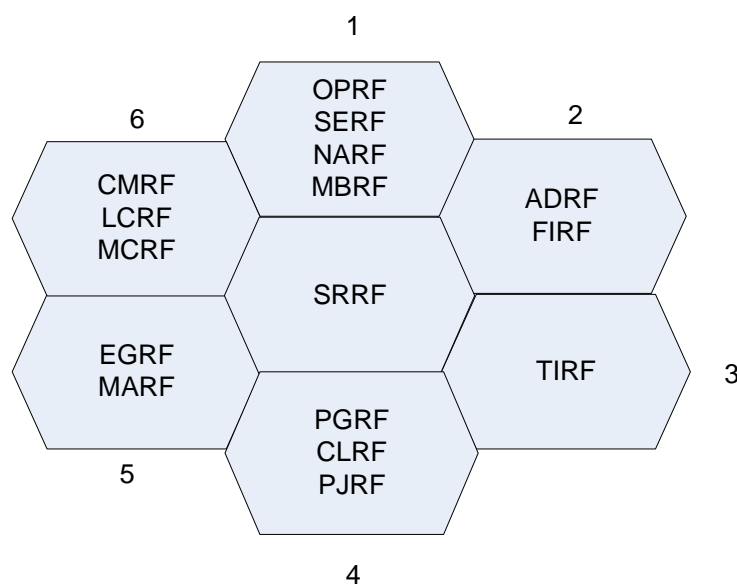 1
OPRF
SERF
NARF
MBRF
2
ADRF
FIRF
3
TIRF
4
PGRF
CLRF
PJRF
5
EGRF
MARF
6
CMRF
LCRF
MCRF
SRRF